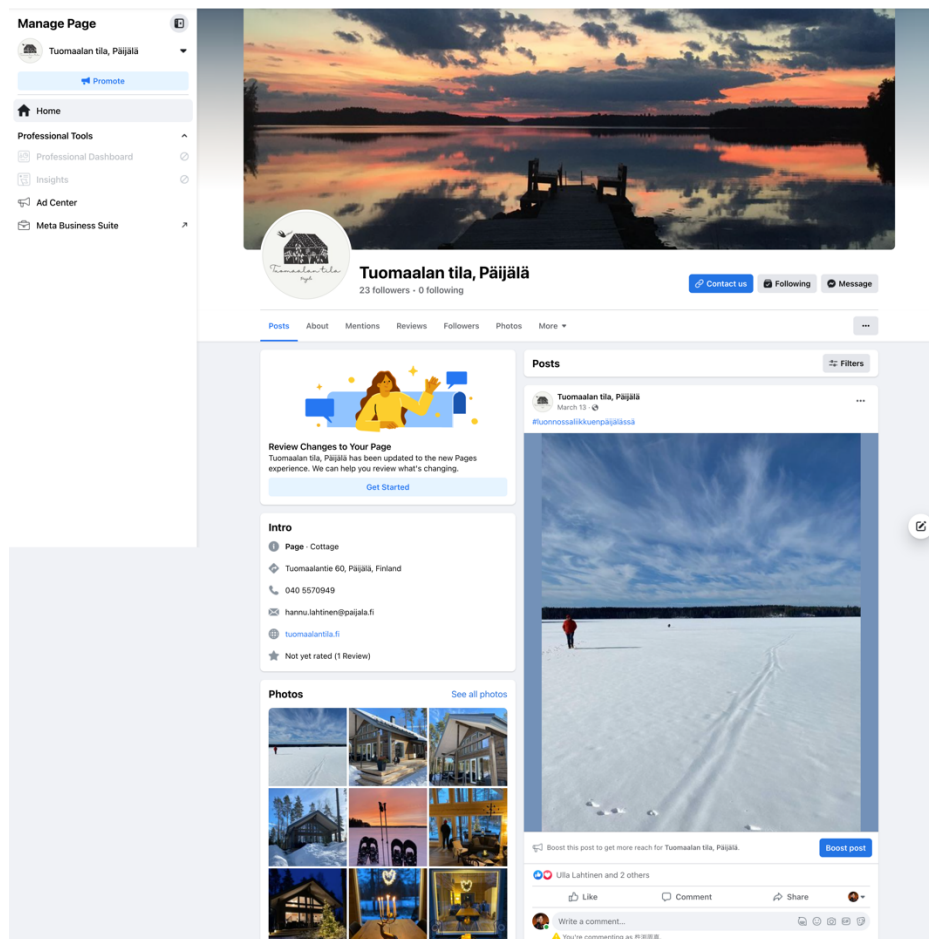 Manage Page
Tuomaalan tila, Päijälä
Promote
Home
Professional Tools
Professional Dashboard
Insights
Ad Center
Meta Business Suite
Tuomaalan tila
Tuomaalan tila, Päijälä
23 followers • 0 following
Contact us
Following
Message
Posts
About
Mentions
Reviews
Followers
Photos
More
Review Changes to Your Page
Tuomaalan tila, Päijälä has been updated to the new Pages
experience. We can help you review what's changing.
Get Started
Intro
Page · Cottage
Tuomaalantie 60, Päijälä, Finland
040 5570949
hannu.lahtinen@paijala.fi
tuomaalantila.fi
Not yet rated (1 Review)
Photos
See all photos
Posts
Filters
Tuomaalan tila, Päijälä
March 13 ·
#luonnossaliikkuenpäijälässä
Boost this post to get more reach for Tuomaalan tila, Päijälä.
Boost post
Ulla Lahtinen and 2 others
Like
Comment
Share
Write a comment...
You're commenting as